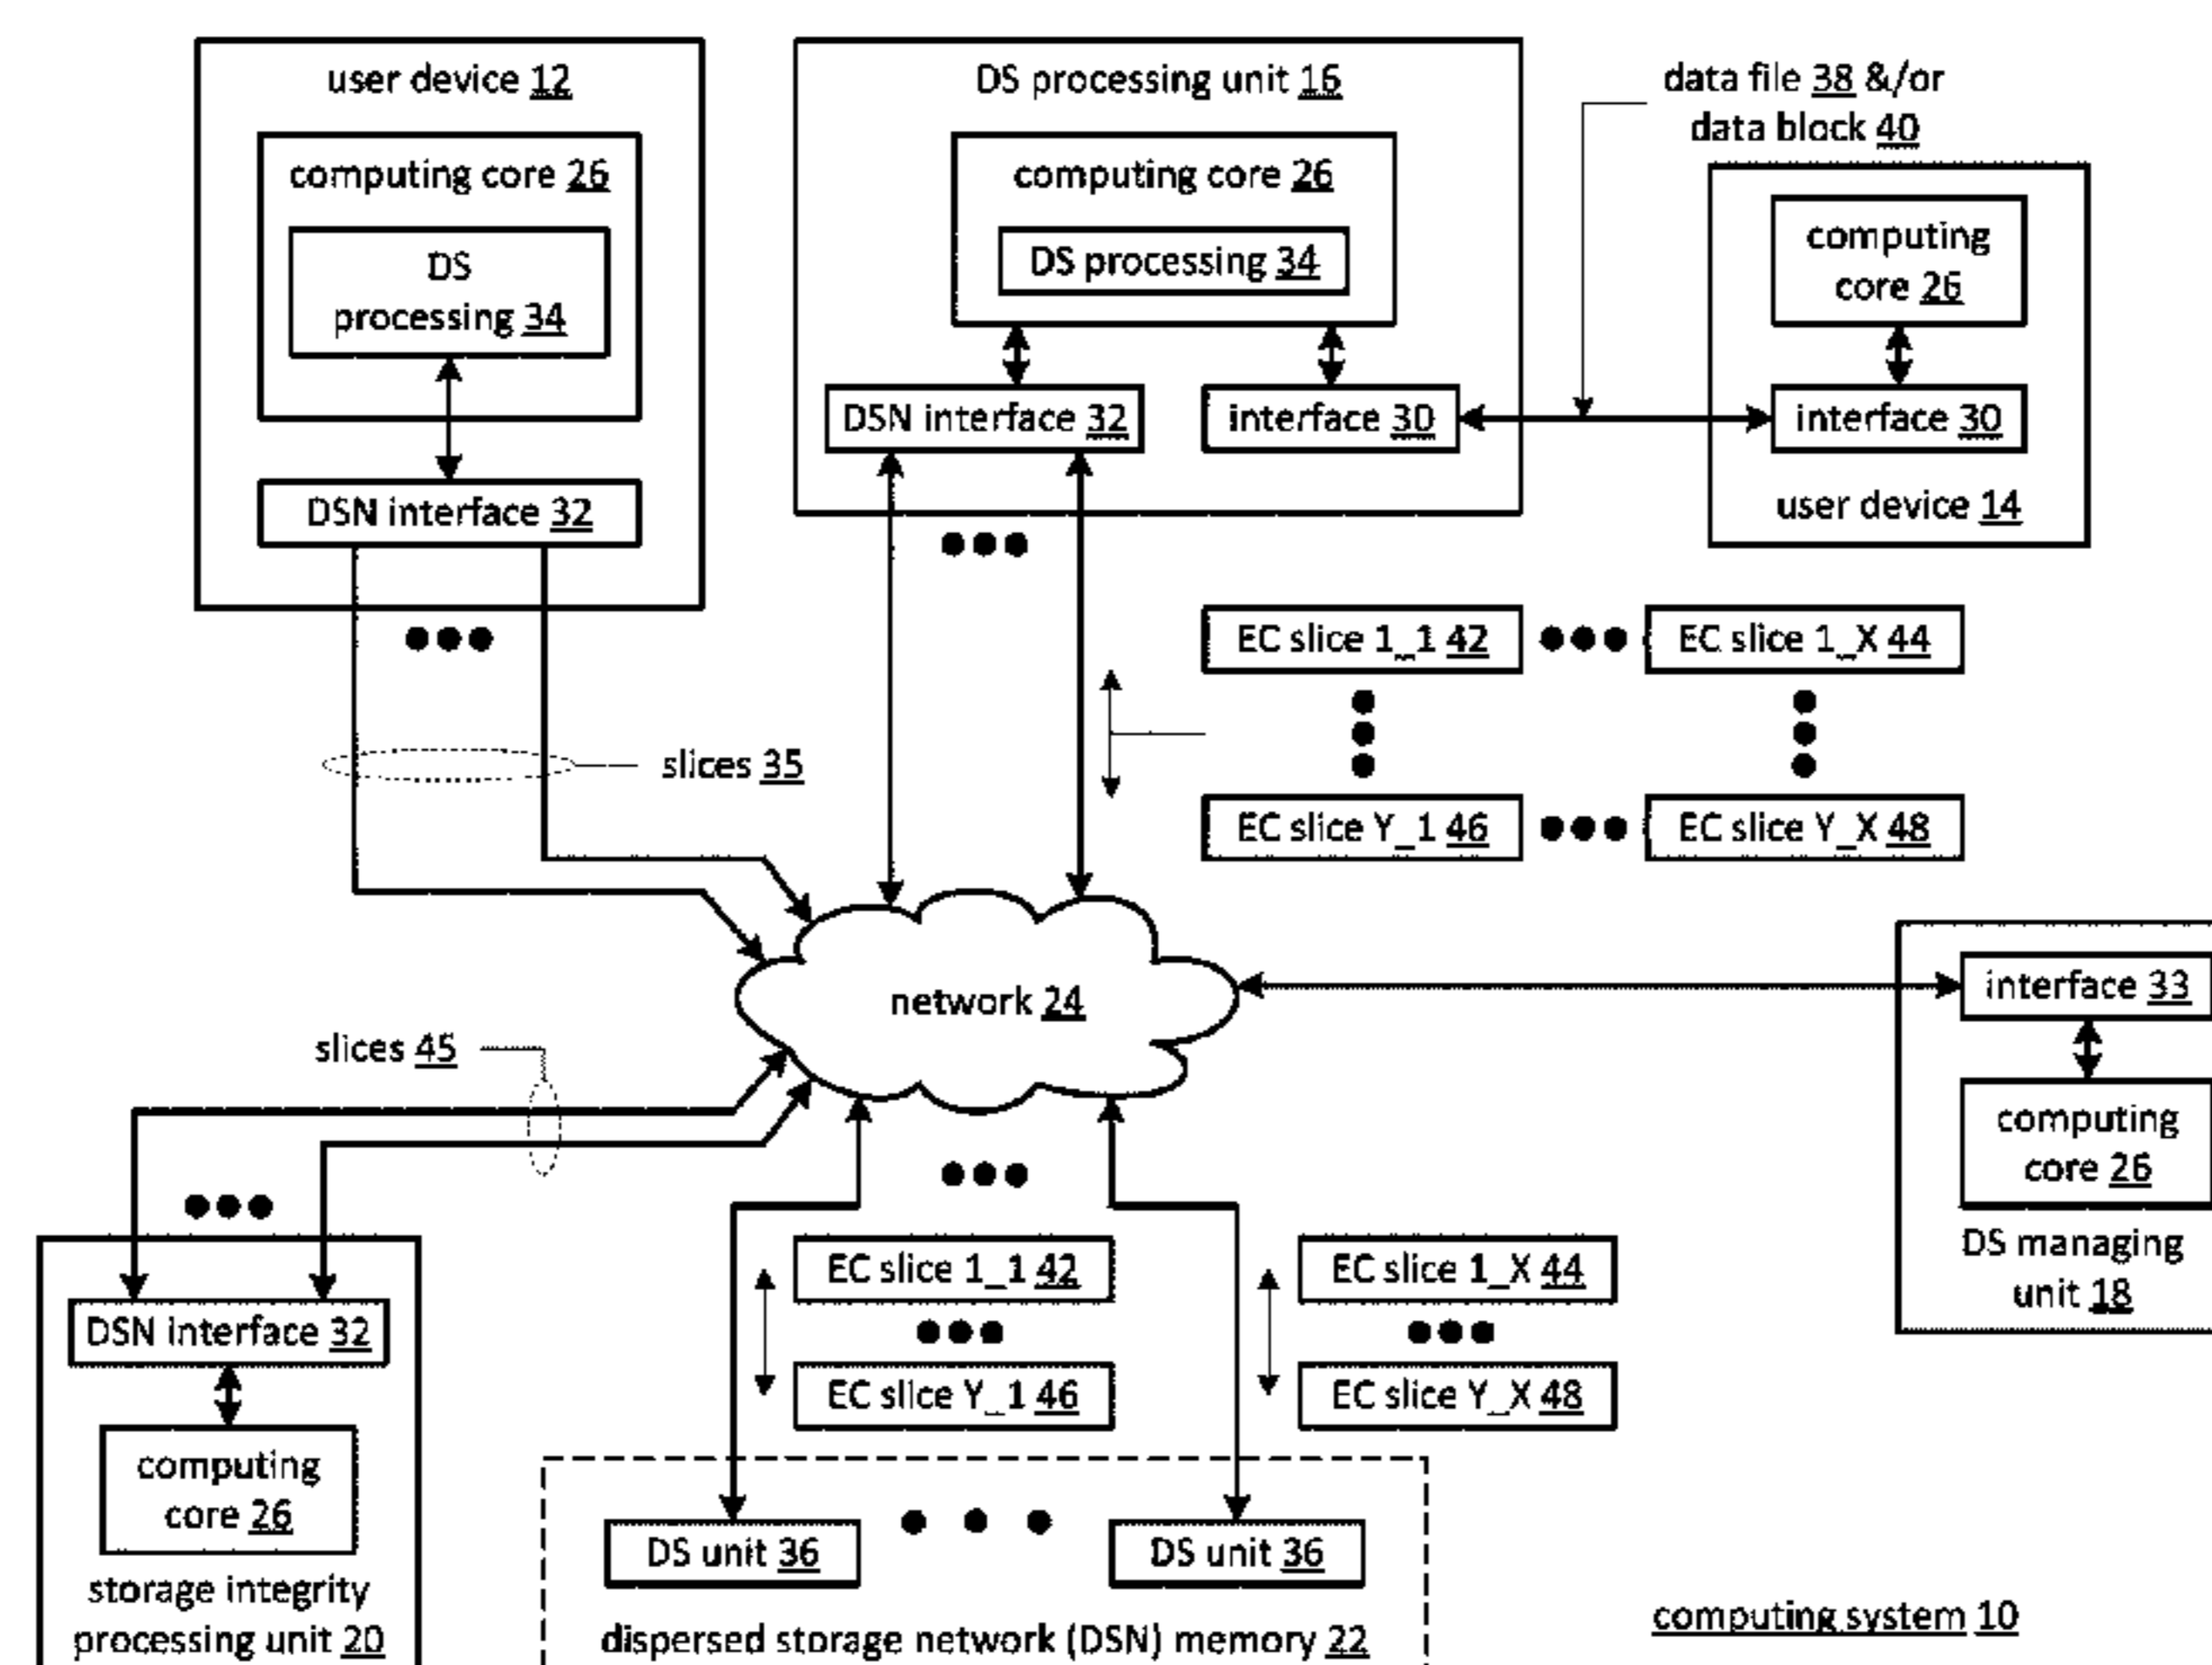 user device 12
computing core 26
DS
processing 34
DSN interface 32
DS processing unit 16
computing core 26
DS processing 34
DSN interface 32
interface 30
data file 38 &/or
data block 40
computing
core 26
interface 30
user device 14
EC slice 1_1 42
EC slice 1_X 44
EC slice Y_1 46
EC slice Y_X 48
slices 35
network 24
interface 33
computing
core 26
DS managing
unit 18
slices 45
DSN interface 32
computing
core 26
storage integrity
processing unit 20
EC slice 1_1 42
EC slice Y_1 46
EC slice 1_X 44
EC slice Y_X 48
DS unit 36
DS unit 36
dispersed storage network (DSN) memory 22
computing system 10